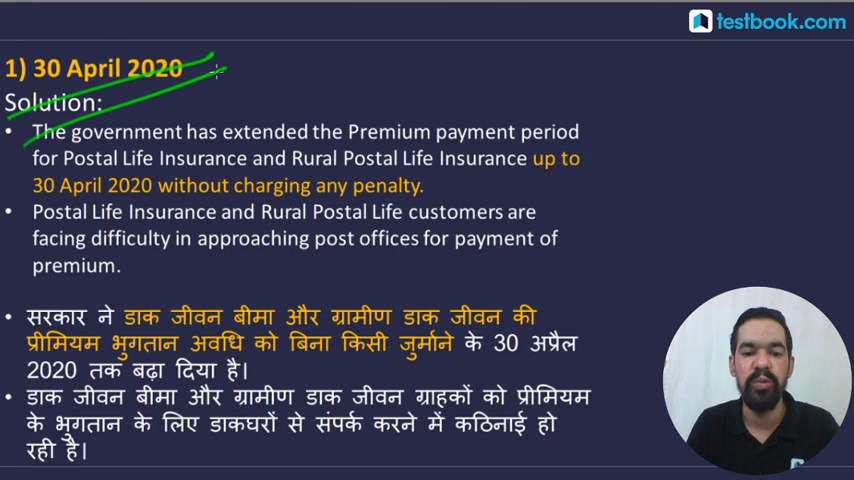 testbook.com
1) 30 April 2020
Solution:
• The government has extended the Premium payment period
for Postal Life Insurance and Rural Postal Life Insurance up to
30 April 2020 without charging any penalty.
• Postal Life Insurance and Rural Postal Life customers are
facing difficulty in approaching post offices for payment of
premium.
• सरकार ने डाक जीवन बीमा और ग्रामीण डाक जीवन की
प्रीमियम भुगतान अवधि को बिना किसी जुर्माने के 30 अप्रैल
2020 तक बढ़ा दिया है।
• डाक जीवन बीमा और ग्रामीण डाक जीवन ग्राहकों को प्रीमियम
के भुगतान के लिए डाकघरों से संपर्क करने में कठिनाई हो
रही है।